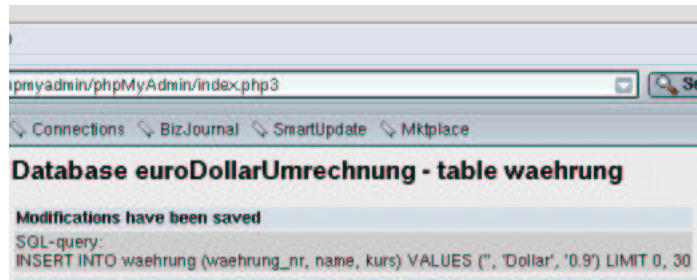 pmyadmin/phpMyAdmin/index.php3
Connections BizJournal SmartUpdate Mktplace
Database euroDollarUmrechnung - table waehrung
Modifications have been saved
SQL-query:
INSERT INTO waehrung (waehrung_nr, name, kurs) VALUES ('', 'Dollar', '0.9') LIMIT 0, 30